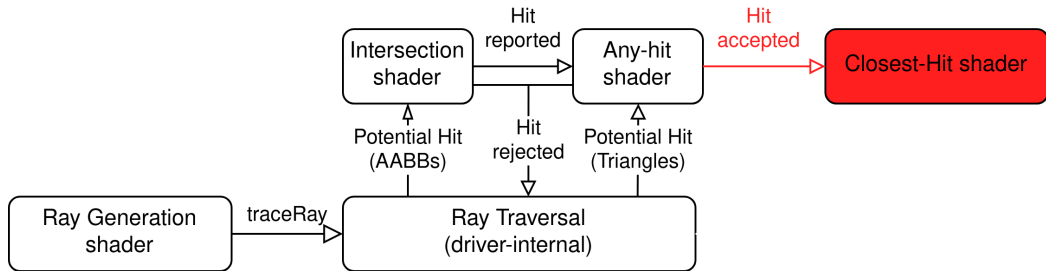 Hit
reported
Hit
accepted
Intersection
shader
Any-hit
shader
Closest-Hit shader
Potential Hit
(AABBs)
Hit
rejected
Potential Hit
(Triangles)
Ray Generation
shader
traceRay
Ray Traversal
(driver-internal)